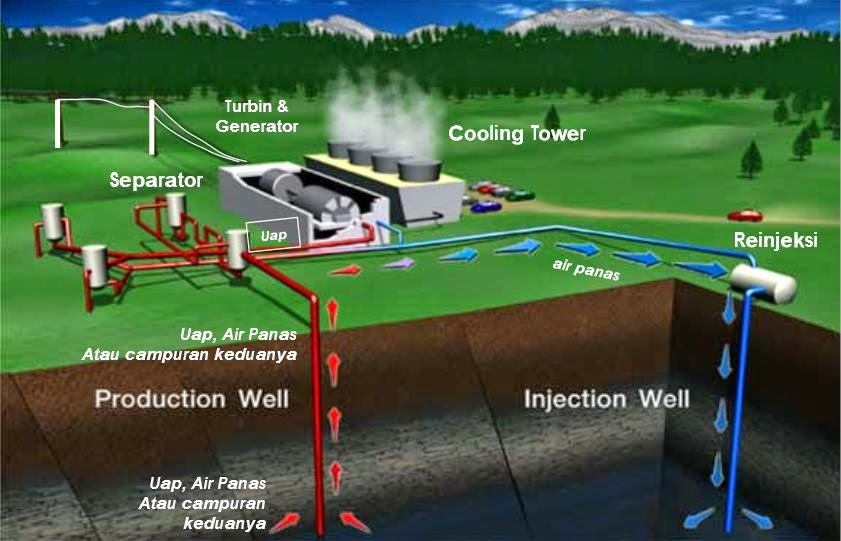 Turbin &
Generator
Cooling Tower
Separator
Uap
Reinjeksi
air panas
Uap, Air Panas
Atau campuran keduanya
Production Well
Injection Well
Uap, Air Panas
Atau campuran
keduanya